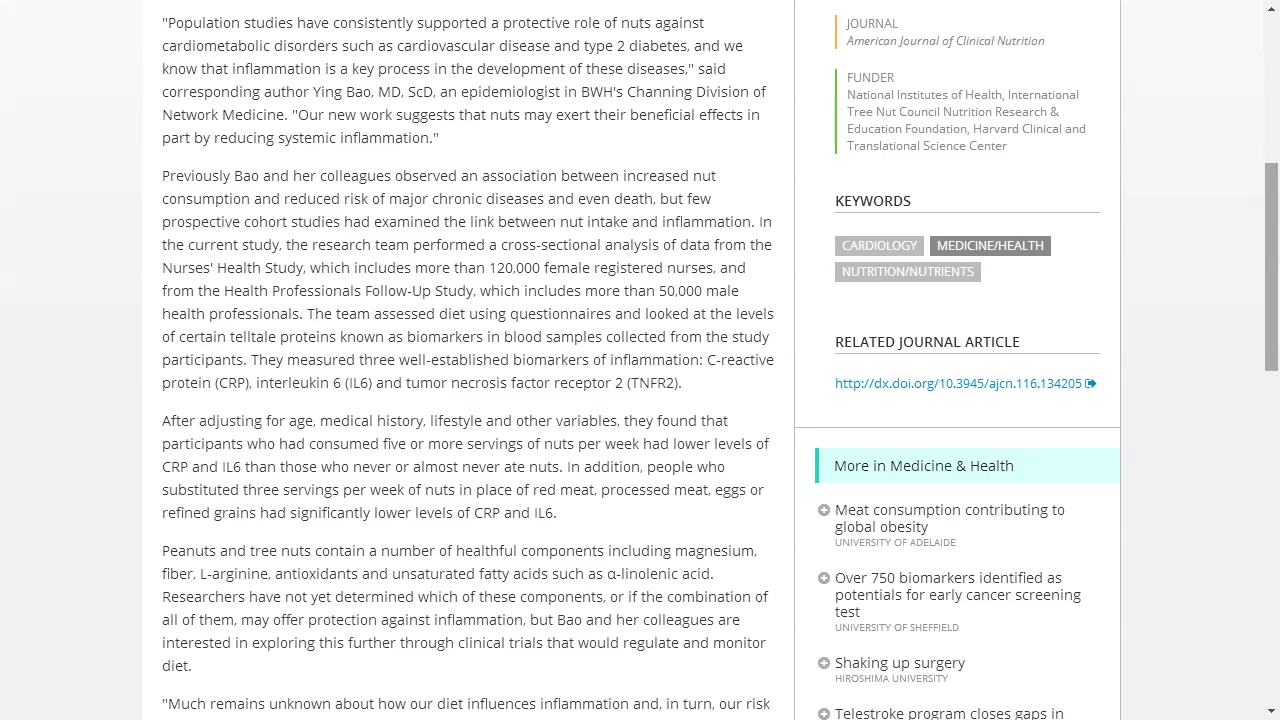 "Population studies have consistently supported a protective role of nuts against
cardiometabolic disorders such as cardiovascular disease and type 2 diabetes, and we
know that inflammation is a key process in the development of these diseases," said
corresponding author Ying Bao, MD, ScD, an epidemiologist in BWH's Channing Division of
Network Medicine. "Our new work suggests that nuts may exert their beneficial effects in
part by reducing systemic inflammation."
Previously Bao and her colleagues observed an association between increased nut
consumption and reduced risk of major chronic diseases and even death, but few
prospective cohort studies had examined the link between nut intake and inflammation. In
the current study, the research team performed a cross-sectional analysis of data from the
Nurses' Health Study, which includes more than 120,000 female registered nurses, and
from the Health Professionals Follow-Up Study, which includes more than 50,000 male
health professionals. The team assessed diet using questionnaires and looked at the levels
of certain telltale proteins known as biomarkers in blood samples collected from the study
participants. They measured three well-established biomarkers of inflammation: C-reactive
protein (CRP), interleukin 6 (IL6) and tumor necrosis factor receptor 2 (TNFR2).
After adjusting for age, medical history, lifestyle and other variables, they found that
participants who had consumed five or more servings of nuts per week had lower levels of
CRP and IL6 than those who never or almost never ate nuts. In addition, people who
substituted three servings per week of nuts in place of red meat, processed meat, eggs or
refined grains had significantly lower levels of CRP and IL6.
Peanuts and tree nuts contain a number of healthful components including magnesium,
fiber, L-arginine, antioxidants and unsaturated fatty acids such as α-linolenic acid.
Researchers have not yet determined which of these components, or if the combination of
all of them, may offer protection against inflammation, but Bao and her colleagues are
interested in exploring this further through clinical trials that would regulate and monitor
diet.
"Much remains unknown about how our diet influences inflammation and, in turn, our risk
JOURNAL
American Journal of Clinical Nutrition
FUNDER
National Institutes of Health, International
Tree Nut Council Nutrition Research &
Education Foundation, Harvard Clinical and
Translational Science Center
KEYWORDS
CARDIOLOGY MEDICINE/HEALTH
NUTRITION/NUTRIENTS
RELATED JOURNAL ARTICLE
http://dx.doi.org/10.3945/ajcn.116.134205
More in Medicine & Health
Meat consumption contributing to
global obesity
UNIVERSITY OF ADELAIDE
Over 750 biomarkers identified as
potentials for early cancer screening
test
UNIVERSITY OF SHEFFIELD
Shaking up surgery
HIROSHIMA UNIVERSITY
Telestroke program closes gaps in